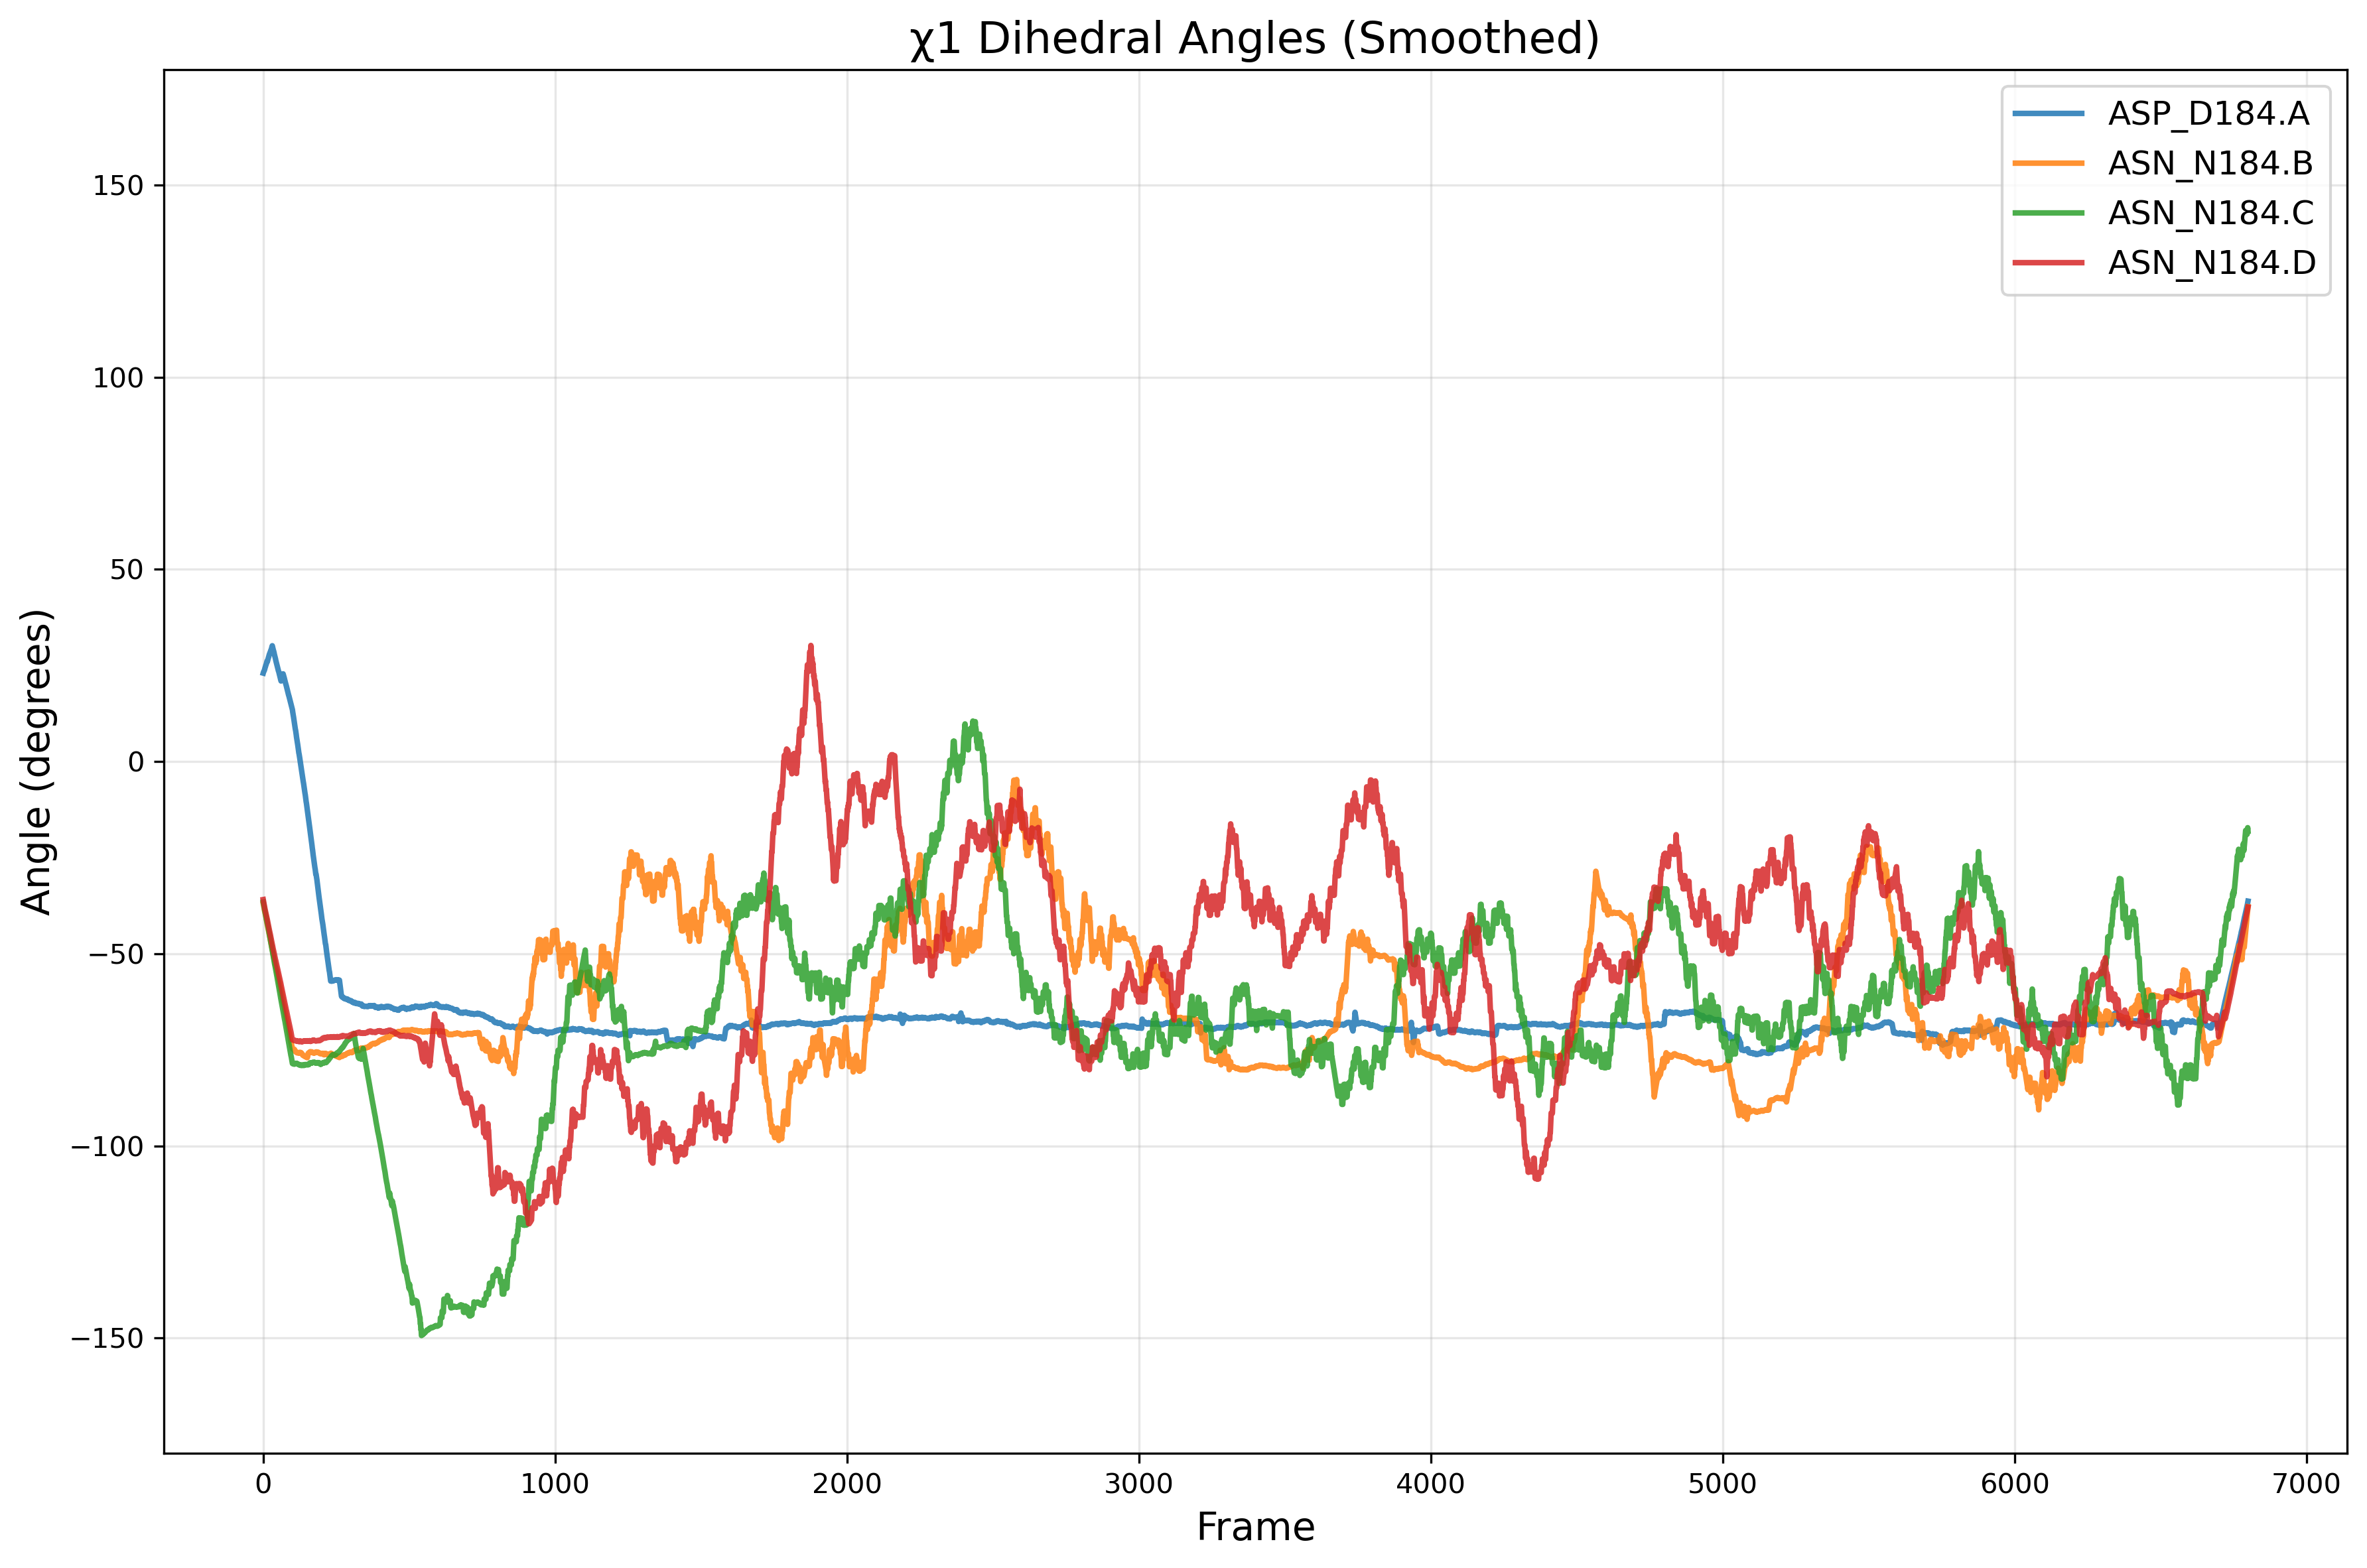 χ1 Dihedral Angles (Smoothed)
ASP_D184.A
ASN_N184.B
ASN_N184.C
ASN_N184.D
150
100
50
0
−50
−100
−150
Angle (degrees)
0 1000 2000 3000 4000 5000 6000 7000
Frame